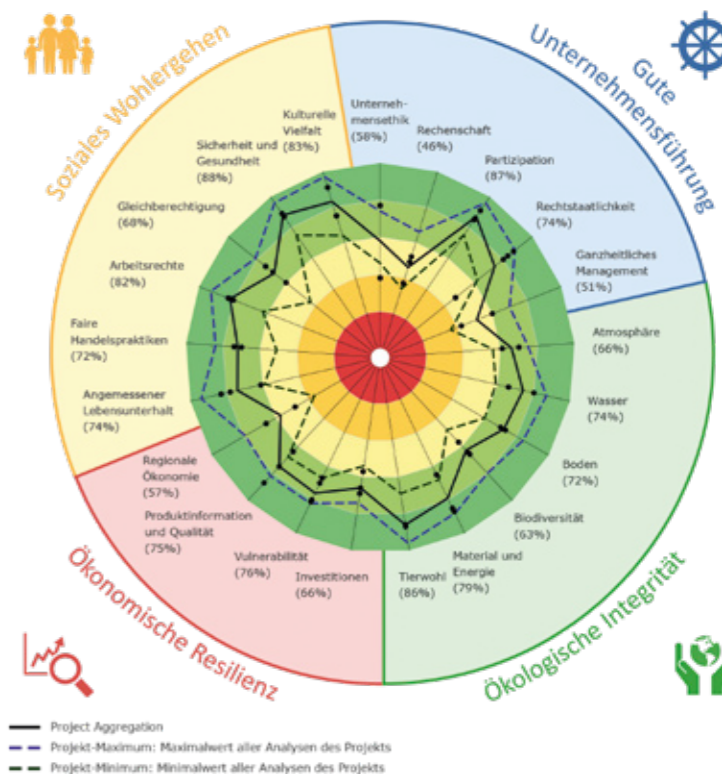 Soziales Wohlergehen
Gute
Unternehmensführung
Kulturelle
Vielfalt
(83%)
Unterneh-
mensethik
(58%)
Rechenschaft
(46%)
Partizipation
(87%)
Rechtstaatlichkeit
(74%)
Ganzheitliches
Management
(51%)
Sicherheit und
Gesundheit
(88%)
Gleichberechtigung
(68%)
Arbeitsrechte
(82%)
Faire
Handelspraktiken
(72%)
Angemessener
Lebensunterhalt
(74%)
Atmosphäre
(66%)
Wasser
(74%)
Boden
(72%)
Biodiversität
(63%)
Material und
Energie
(79%)
Tierwohl
(86%)
Regionale
Ökonomie
(57%)
Produktinformation
und Qualität
(75%)
Vulnerabilität
(76%)
Investitionen
(66%)
Ökonomische Resilienz
Ökologische Integrität
Project Aggregation
Projekt-Maximum: Maximalwert aller Analysen des Projekts
Projekt-Minimum: Minimalwert aller Analysen des Projekts